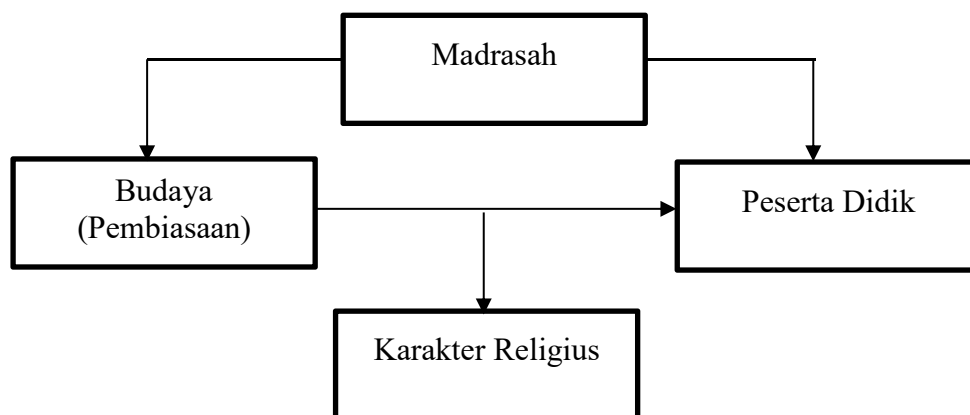 Madrasah
Budaya
(Pembiasaan)
Peserta Didik
Karakter Religius